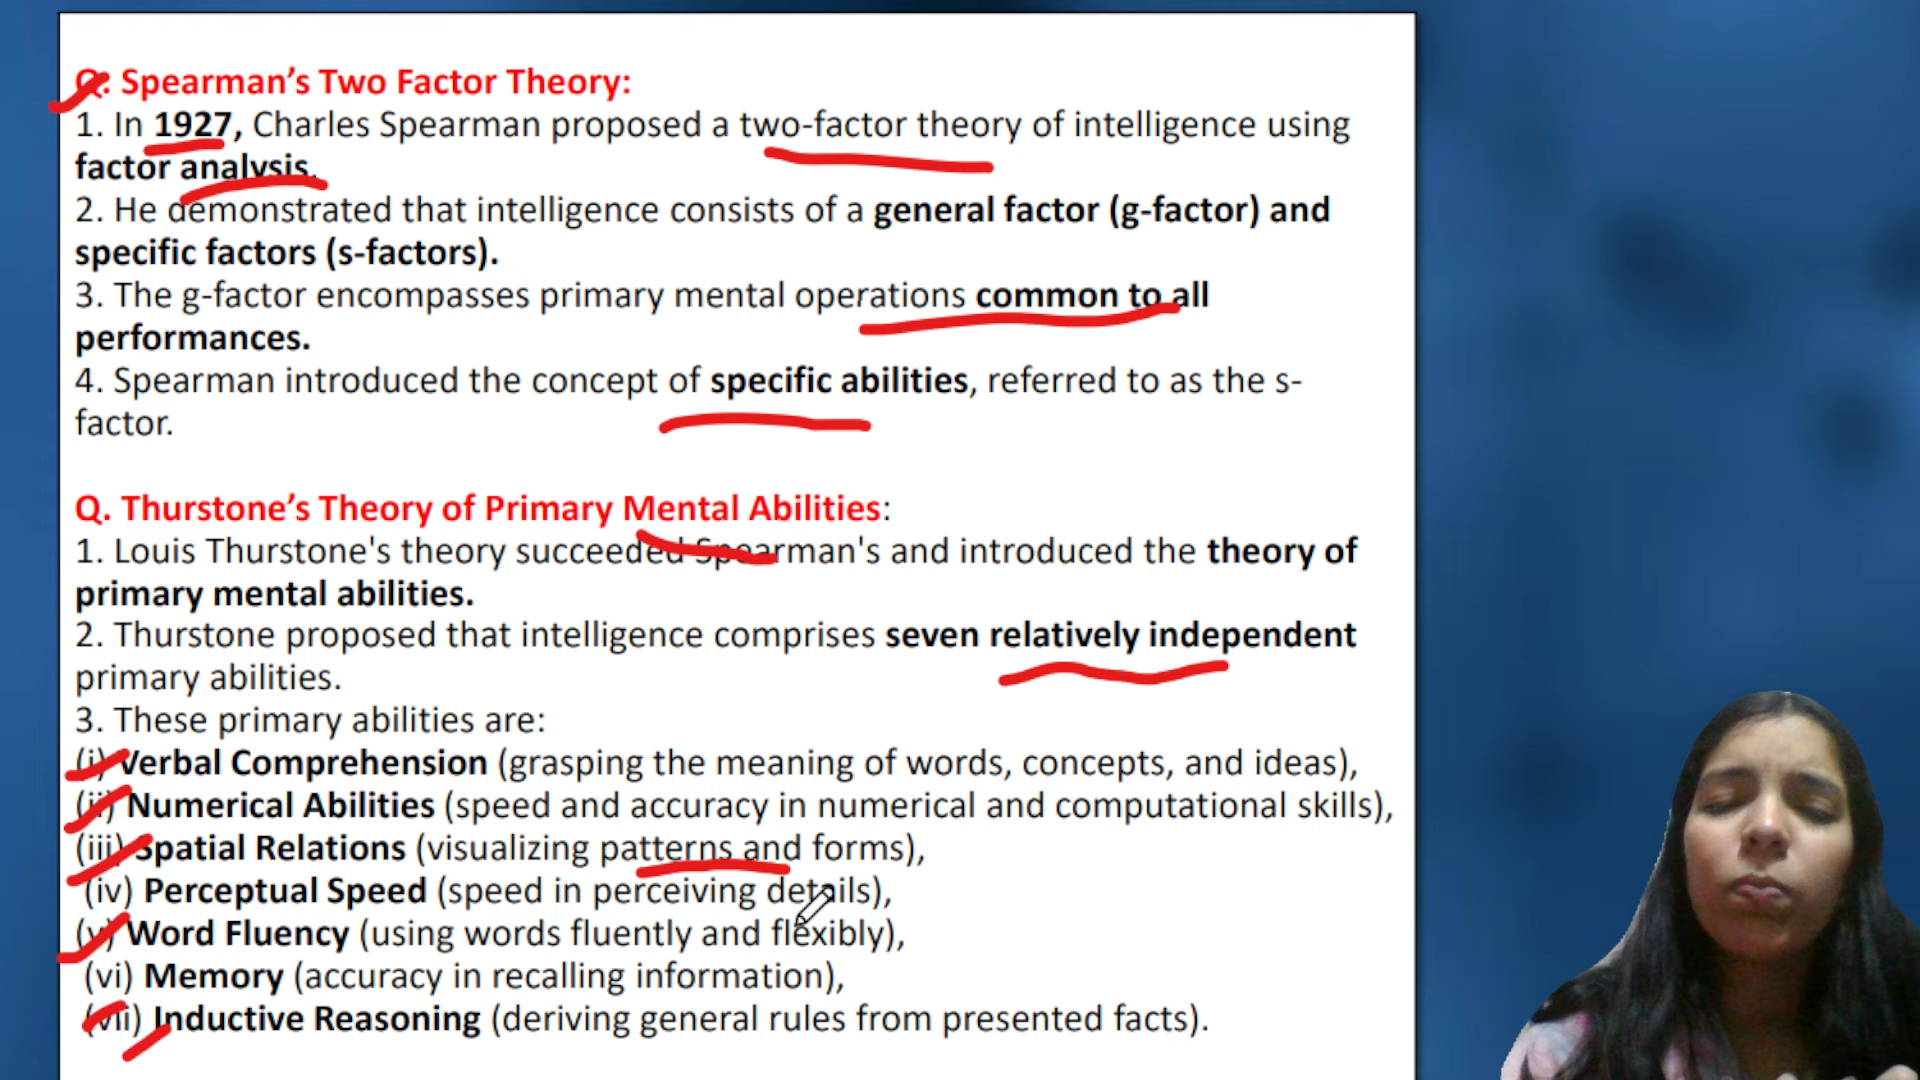 Q. Spearman’s Two Factor Theory:
1. In 1927, Charles Spearman proposed a two-factor theory of intelligence using
factor analysis.
2. He demonstrated that intelligence consists of a general factor (g-factor) and
specific factors (s-factors).
3. The g-factor encompasses primary mental operations common to all
performances.
4. Spearman introduced the concept of specific abilities, referred to as the s-
factor.
Q. Thurstone’s Theory of Primary Mental Abilities:
1. Louis Thurstone's theory succeeded Spearman's and introduced the theory of
primary mental abilities.
2. Thurstone proposed that intelligence comprises seven relatively independent
primary abilities.
3. These primary abilities are:
(i) Verbal Comprehension (grasping the meaning of words, concepts, and ideas),
(ii) Numerical Abilities (speed and accuracy in numerical and computational skills),
(iii) Spatial Relations (visualizing patterns and forms),
(iv) Perceptual Speed (speed in perceiving details),
(v) Word Fluency (using words fluently and flexibly),
(vi) Memory (accuracy in recalling information),
(vii) Inductive Reasoning (deriving general rules from presented facts).